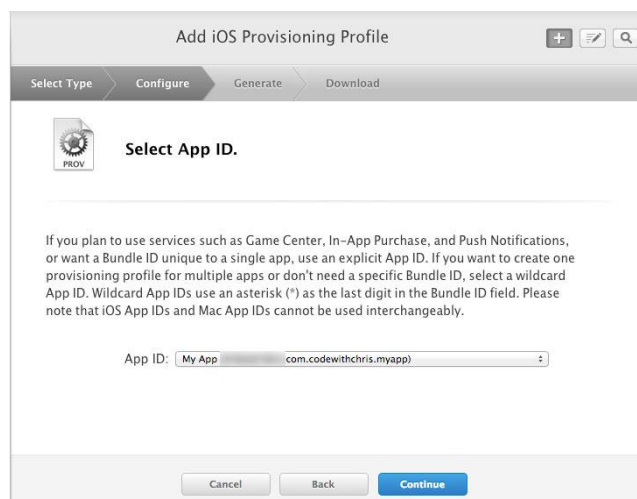 Add iOS Provisioning Profile
Select Type Configure Generate Download
PROV
Select App ID.
If you plan to use services such as Game Center, In-App Purchase, and Push Notifications,
or want a Bundle ID unique to a single app, use an explicit App ID. If you want to create one
provisioning profile for multiple apps or don't need a specific Bundle ID, select a wildcard
App ID. Wildcard App IDs use an asterisk (*) as the last digit in the Bundle ID field. Please
note that iOS App IDs and Mac App IDs cannot be used interchangeably.
App ID: My App com.codewithchris.myapp)
Cancel Back Continue